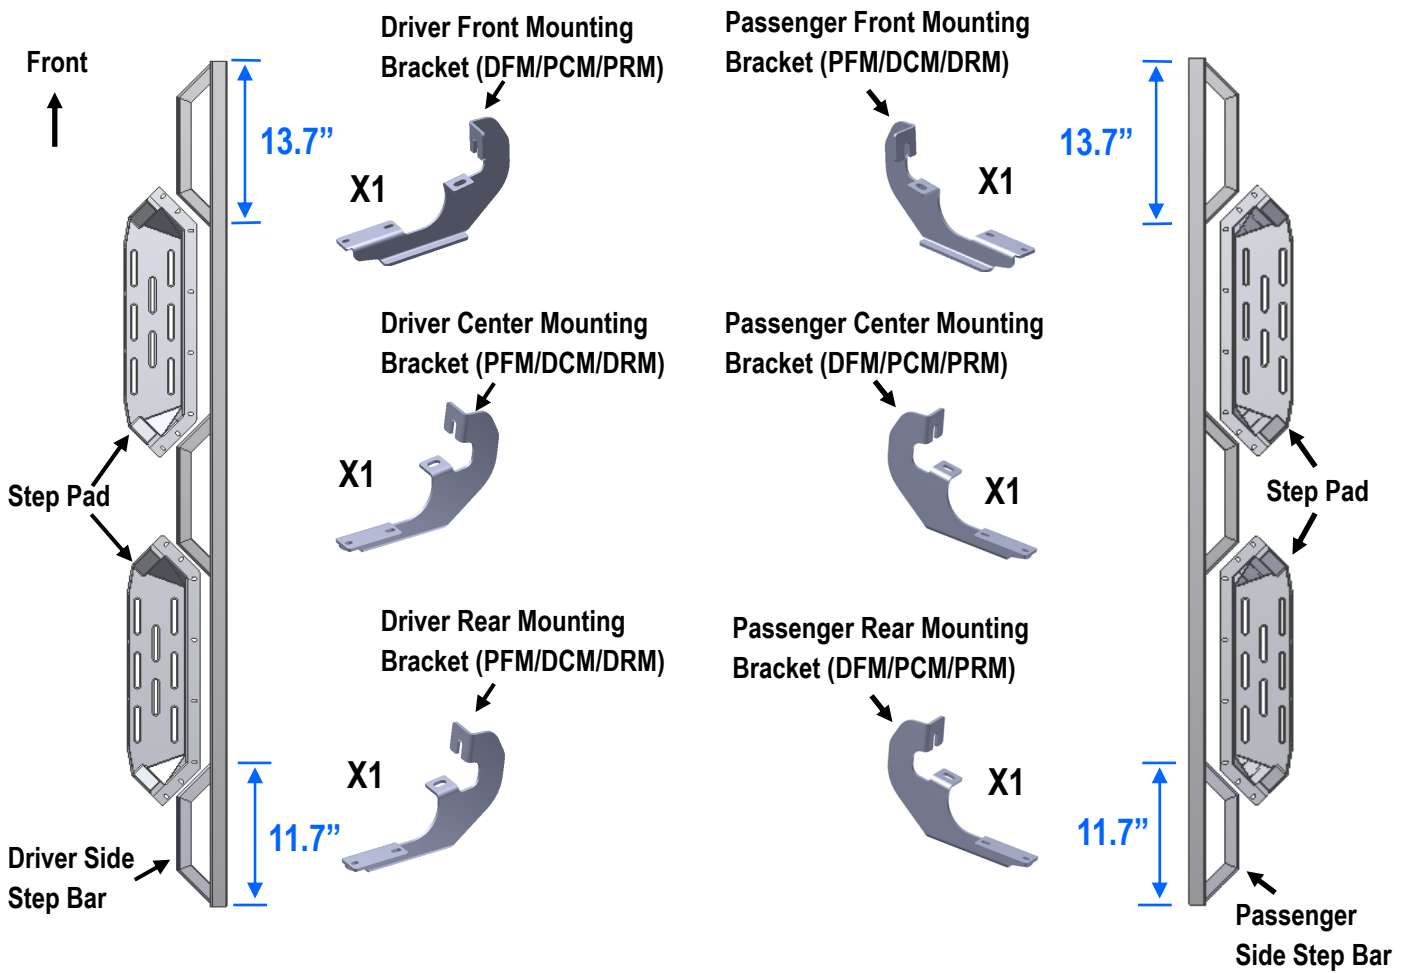 Front
13.7”
Driver Front Mounting
Bracket (DFM/PCM/PRM)
X1
Passenger Front Mounting
Bracket (PFM/DCM/DRM)
X1
13.7”
Driver Center Mounting
Bracket (PFM/DCM/DRM)
X1
Passenger Center Mounting
Bracket (DFM/PCM/PRM)
X1
Step Pad
Step Pad
Driver Rear Mounting
Bracket (PFM/DCM/DRM)
X1
Passenger Rear Mounting
Bracket (DFM/PCM/PRM)
X1
11.7”
11.7”
Driver Side
Step Bar
Passenger
Side Step Bar